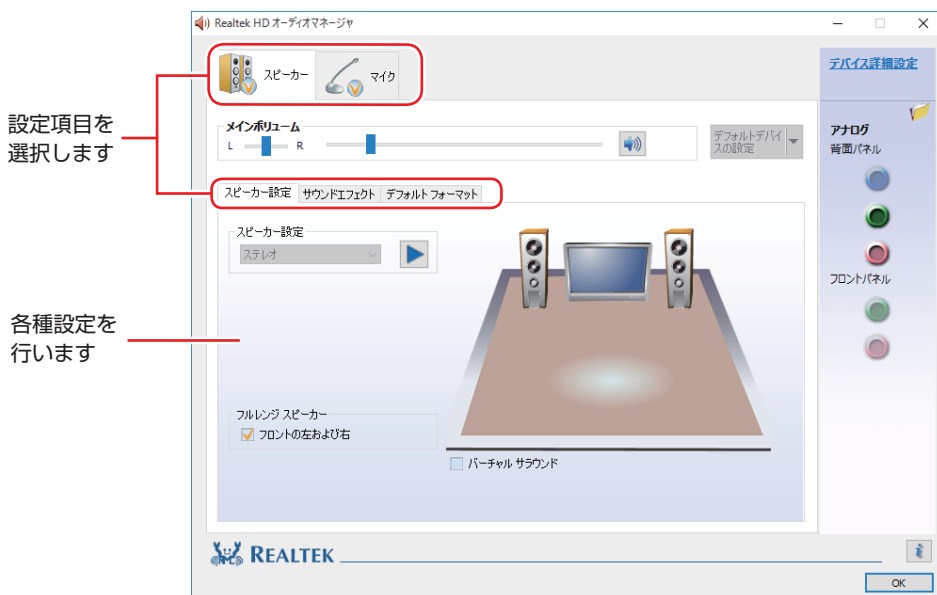 Realtek HD オーディオマネージャ
スピーカー
マイク
デバイス詳細設定
設定項目を
選択します
メインボリューム
L
R
デフォルトデバイ
スの設定
アナログ
背面パネル
スピーカー設定
サウンドエフェクト
デフォルト フォーマット
スピーカー設定
ステレオ
フロントパネル
各種設定を
行います
フルレンジ スピーカー
フロントの左および右
バーチャル サラウンド
REALTEK
OK